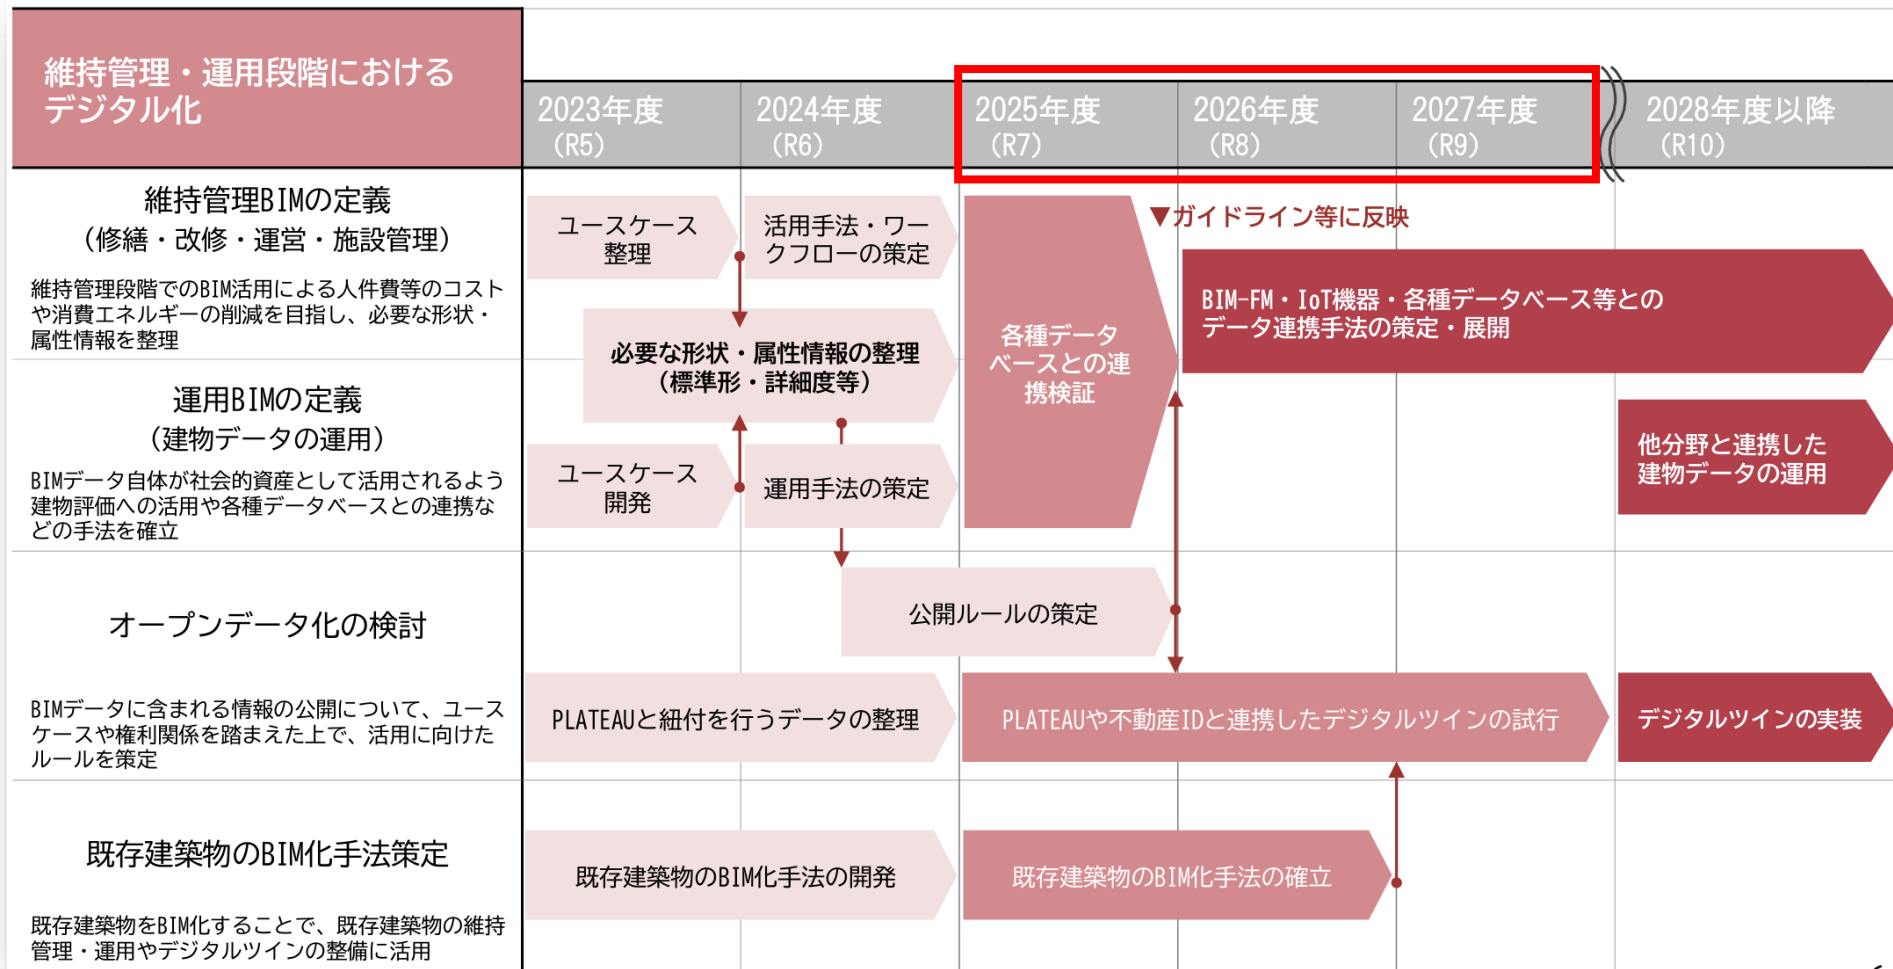 維持管理・運用段階における
デジタル化
2023年度
（R5）
2024年度
（R6）
2025年度
（R7）
2026年度
（R8）
2027年度
（R9）
2028年度以降
（R10）
維持管理BIMの定義
（修繕・改修・運営・施設管理）
維持管理段階でのBIM活用による人件費等のコスト
や消費エネルギーの削減を目指し、必要な形状・
属性情報を整理
ユースケース
整理
活用手法・ワー
クフローの策定
▼ガイドライン等に反映
BIM-FM・IoT機器・各種データベース等との
データ連携手法の策定・展開
必要な形状・属性情報の整理
（標準形・詳細度等）
各種データ
ベースとの連
携検証
運用BIMの定義
（建物データの運用）
BIMデータ自体が社会的資産として活用されるよう
建物評価への活用や各種データベースとの連携な
どの手法を確立
ユースケース
開発
運用手法の策定
他分野と連携した
建物データの運用
オープンデータ化の検討
BIMデータに含まれる情報の公開について、ユース
ケースや権利関係を踏まえた上で、活用に向けた
ルールを策定
公開ルールの策定
PLATEAUと紐付を行うデータの整理
PLATEAUや不動産IDと連携したデジタルツインの試行
デジタルツインの実装
既存建築物のBIM化手法策定
既存建築物をBIM化することで、既存建築物の維持
管理・運用やデジタルツインの整備に活用
既存建築物のBIM化手法の開発
既存建築物のBIM化手法の確立